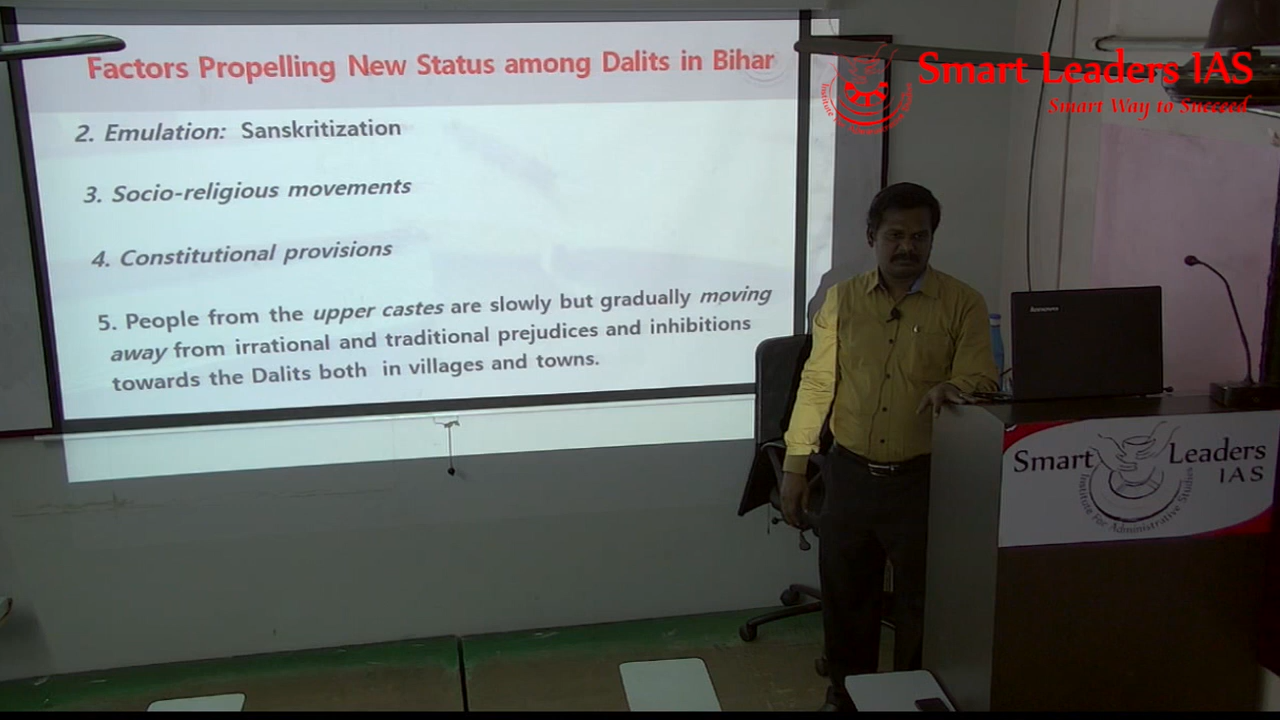 Factors Propelling New Status among Dalits in Bihar
2. Emulation: Sanskritization
3. Socio-religious movements
4. Constitutional provisions
5. People from the upper castes are slowly but gradually moving
away from irrational and traditional prejudices and inhibitions
towards the Dalits both in villages and towns.
Smart Leaders IAS
Smart Way to Succeed
lenovo
Smart Leaders
IAS
Institute For Administrative Studies